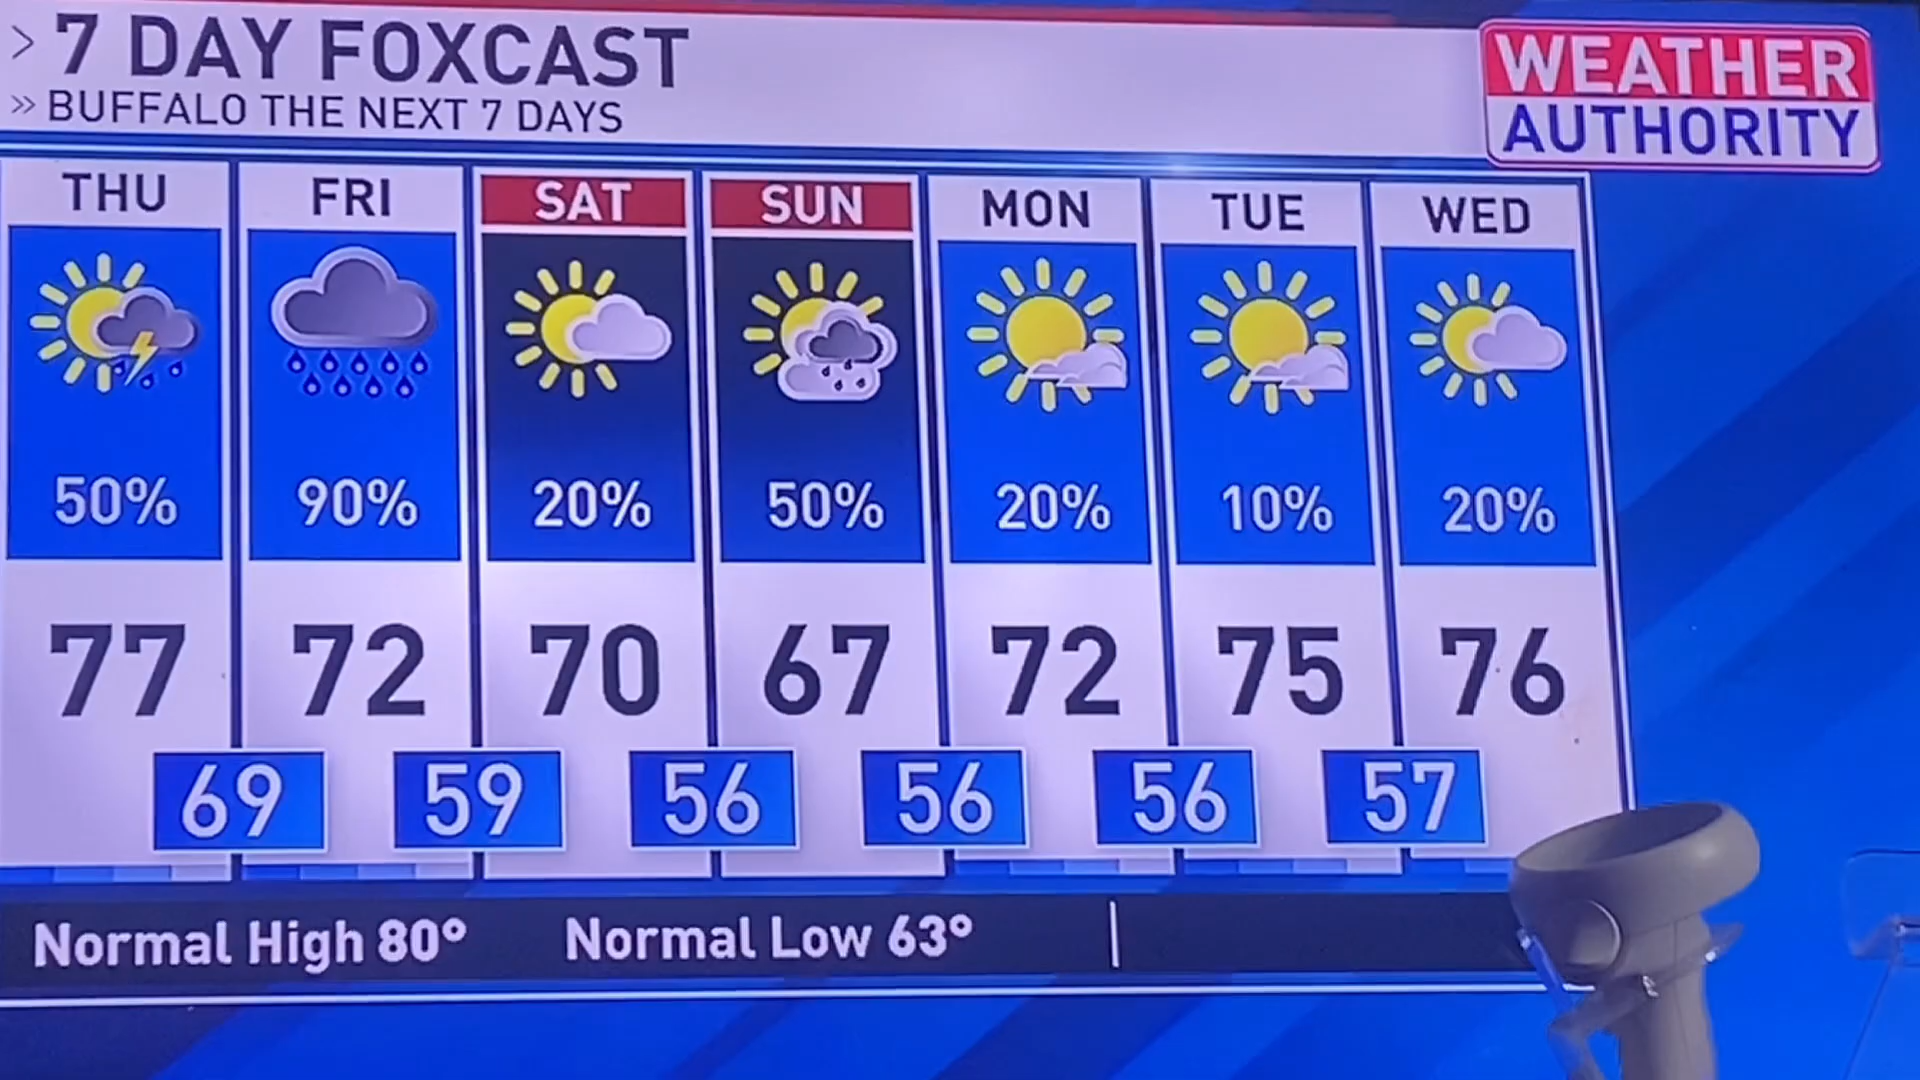 > 7 DAY FOXCAST
» BUFFALO THE NEXT 7 DAYS
WEATHER
AUTHORITY
THU FRI SAT SUN MON TUE WED
50% 90% 20% 50% 20% 10% 20%
77 72 70 67 72 75 76
69 59 56 56 56 57
Normal High 80° Normal Low 63°